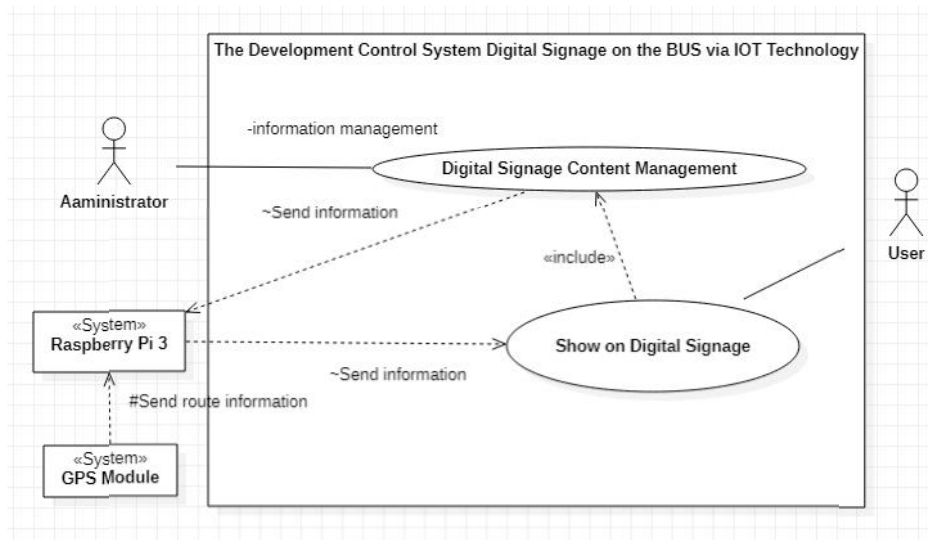 The Development Control System Digital Signage on the BUS via IOT Technology
-information management
Digital Signage Content Management
Aaministrator
~Send information
User
«include»
«System»
Raspberry Pi 3
Show on Digital Signage
~Send information
#Send route information
«System»
GPS Module